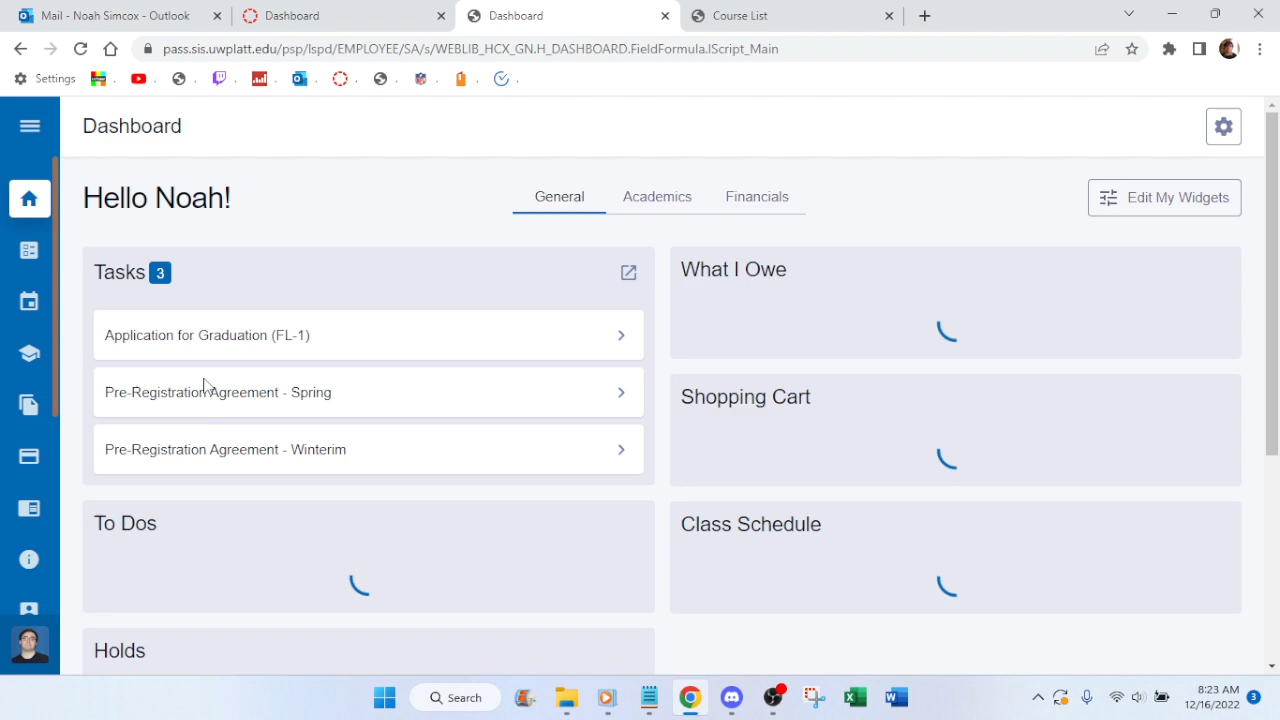 Mail - Noah Simcox - Outlook
Dashboard
Dashboard
Course List
pass.sis.uwplatt.edu/psp/lspd/EMPLOYEE/SA/s/WEBLIB_HCX_GN.H_DASHBOARD.FieldFormula.IScript_Main
Settings
Dashboard
Hello Noah!
General
Academics
Financials
Edit My Widgets
Tasks 3
Application for Graduation (FL-1)
Pre-Registration Agreement - Spring
Pre-Registration Agreement - Winterim
What I Owe
Shopping Cart
To Dos
Class Schedule
Holds
Search
8:23 AM
12/16/2022
3